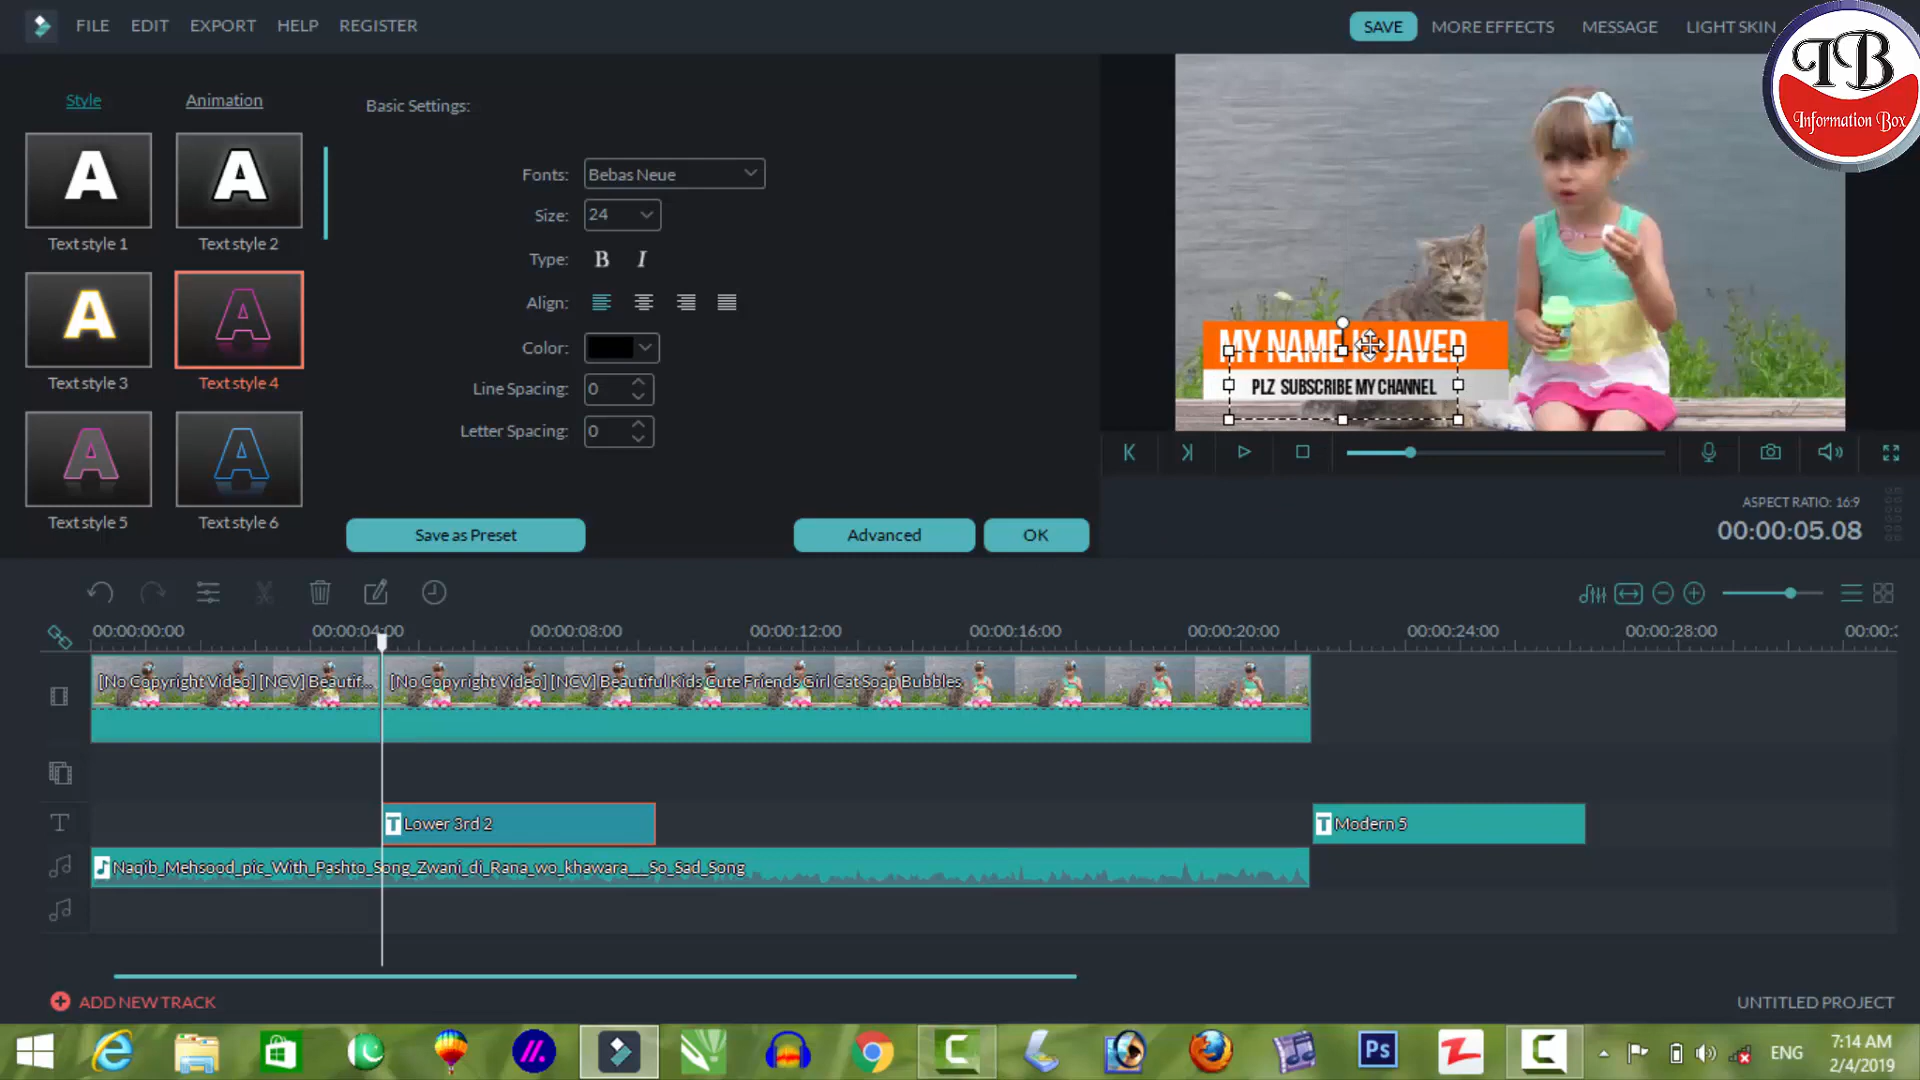 FILE EDIT EXPORT HELP REGISTER
SAVE MORE EFFECTS MESSAGE LIGHT SKIN
TB
Information Box
Style Animation
Basic Settings:
A A
Text style 1 Text style 2
A A
Text style 3 Text style 4
A A
Text style 5 Text style 6
Fonts: Bebas Neue
Size: 24
Type: B I
Align:
Color:
Line Spacing: 0
Letter Spacing: 0
Save as Preset Advanced OK
MY NAME IS JAVED
PLZ SUBSCRIBE MY CHANNEL
ASPECT RATIO: 16:9
00:00:05.08
00:00:00:00 00:00:04:00 00:00:08:00 00:00:12:00 00:00:16:00 00:00:20:00 00:00:24:00 00:00:28:00
[No Copyright Video] [NCV] Beautif... [No Copyright Video] [NCV] Beautiful Kids Cute Friends Girl Cat Soap Bubbles
T T Lower 3rd 2 T Modern 5
Naqib_Mehsood_pic_With_Pashto_Song_Zwani_di_Rana_wo_khawara__So_Sad_Song
ADD NEW TRACK UNTITLED PROJECT
Ps
ENG
7:14 AM
2/4/2019